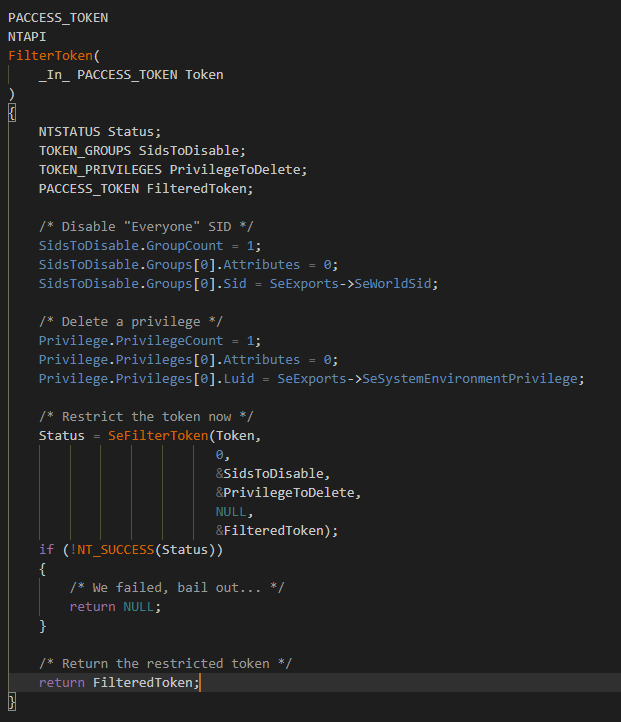 PACCESS_TOKEN
NTAPI
FilterToken(
    _In_ PACCESS_TOKEN Token
)
{
    NTSTATUS Status;
    TOKEN_GROUPS SidsToDisable;
    TOKEN_PRIVILEGES PrivilegeToDelete;
    PACCESS_TOKEN FilteredToken;

    /* Disable "Everyone" SID */
    SidsToDisable.GroupCount = 1;
    SidsToDisable.Groups[0].Attributes = 0;
    SidsToDisable.Groups[0].Sid = SeExports->SeWorldSid;

    /* Delete a privilege */
    Privilege.PrivilegeCount = 1;
    Privilege.Privileges[0].Attributes = 0;
    Privilege.Privileges[0].Luid = SeExports->SeSystemEnvironmentPrivilege;

    /* Restrict the token now */
    Status = SeFilterToken(Token,
                           0,
                           &SidsToDisable,
                           &PrivilegeToDelete,
                           NULL,
                           &FilteredToken);
    if (!NT_SUCCESS(Status))
    {
        /* We failed, bail out... */
        return NULL;
    }

    /* Return the restricted token */
    return FilteredToken;
}